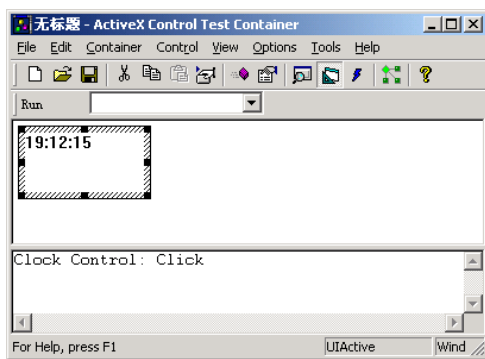 无标题 - ActiveX Control Test Container
File Edit Container Control View Options Tools Help
Run
19:12:15
Clock Control: Click
For Help, press F1 UIActive Wind